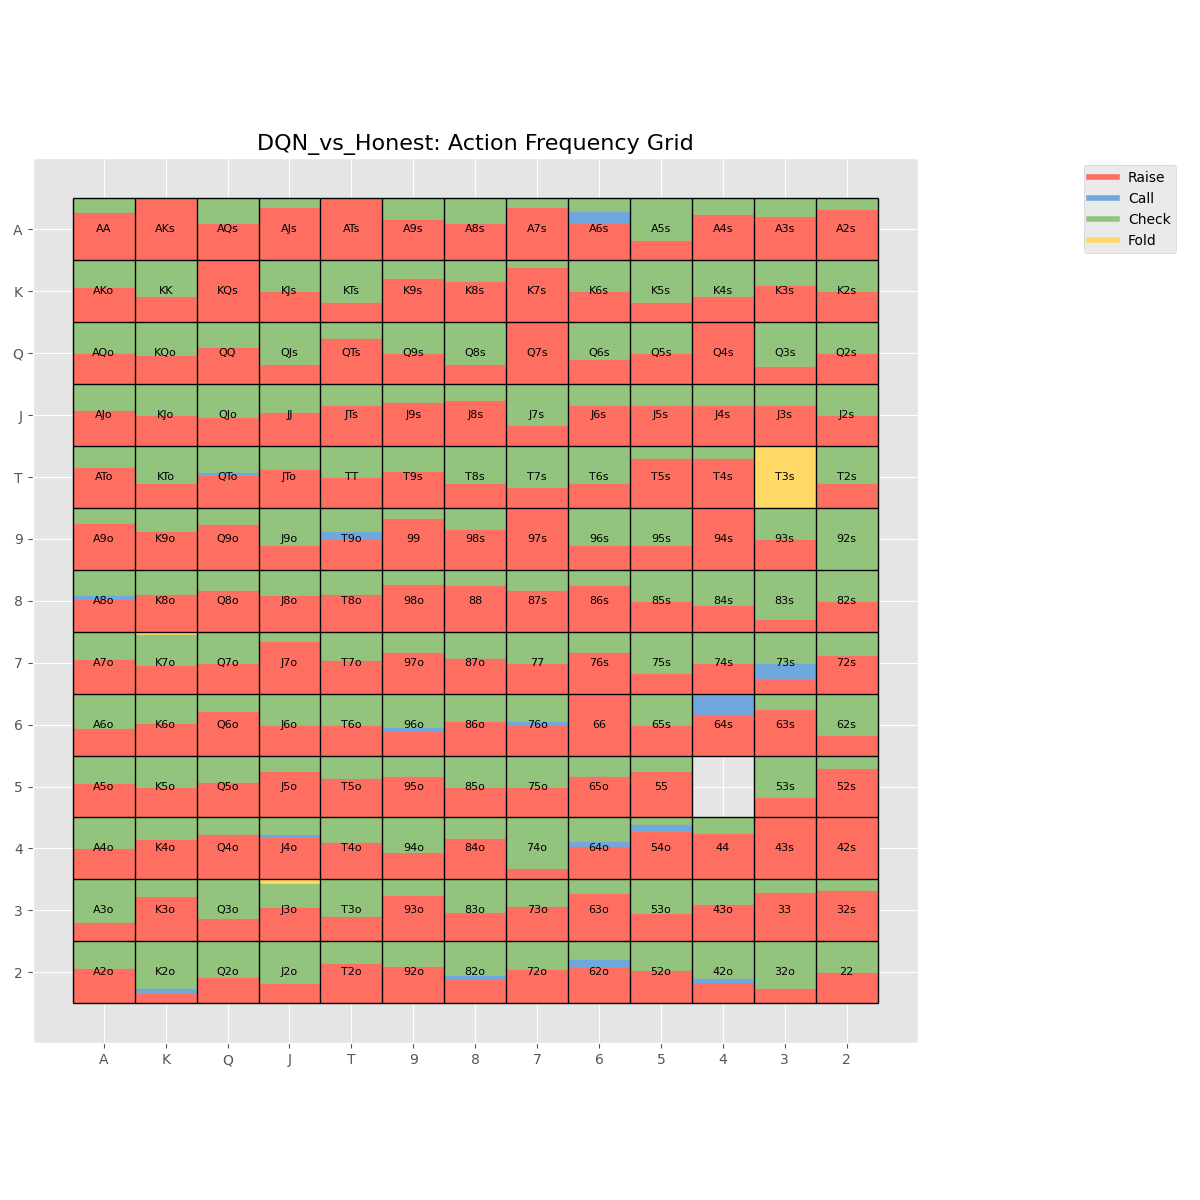 DQN_vs_Honest: Action Frequency Grid
Raise
Call
Check
Fold
A AA AKs AQs AJs ATs A9s A8s A7s A6s A5s A4s A3s A2s
K AKo KK KQs KJs KTs K9s K8s K7s K6s K5s K4s K3s K2s
Q AQo KQo QQ QJs QTs Q9s Q8s Q7s Q6s Q5s Q4s Q3s Q2s
J AJo KJo QJo JJ JTs J9s J8s J7s J6s J5s J4s J3s J2s
T ATo KTo QTo JTo TT T9s T8s T7s T6s T5s T4s T3s T2s
9 A9o K9o Q9o J9o T9o 99 98s 97s 96s 95s 94s 93s 92s
8 A8o K8o Q8o J8o T8o 98o 88 87s 86s 85s 84s 83s 82s
7 A7o K7o Q7o J7o T7o 97o 87o 77 76s 75s 74s 73s 72s
6 A6o K6o Q6o J6o T6o 96o 86o 76o 66 65s 64s 63s 62s
5 A5o K5o Q5o J5o T5o 95o 85o 75o 65o 55 53s 52s
4 A4o K4o Q4o J4o T4o 94o 84o 74o 64o 54o 44 43s 42s
3 A3o K3o Q3o J3o T3o 93o 83o 73o 63o 53o 43o 33 32s
2 A2o K2o Q2o J2o T2o 92o 82o 72o 62o 52o 42o 32o 22
A K Q J T 9 8 7 6 5 4 3 2